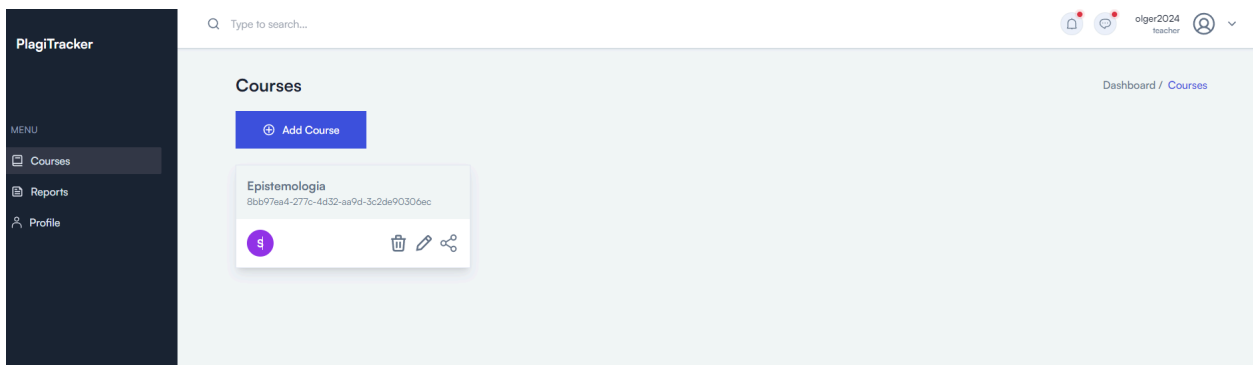 PlagiTracker
Type to search...
olger2024
teacher
MENU
Courses
Reports
Profile
Courses
Dashboard / Courses
Add Course
Epistemologia
8bb97ea4-277c-4d32-aa9d-3c2de90306ec
S